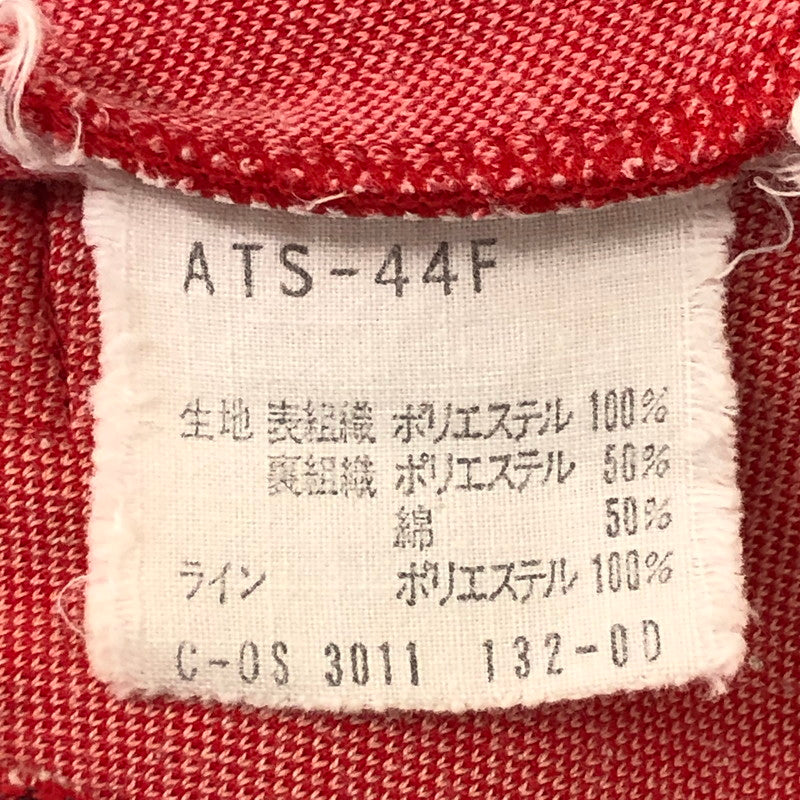 ATS-44F
生地 表組織 ポリエステル 100%
裏組織 ポリエステル 50%
綿 50%
ライン ポリエステル 100%
C-OS 3011 132-00